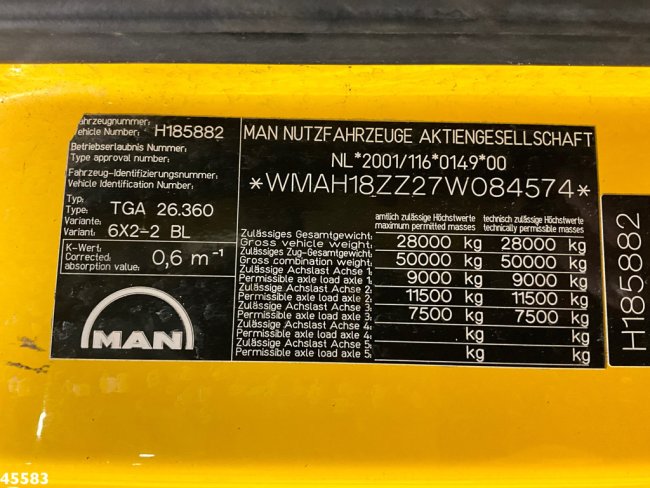 Fahrzeugnummer:
Vehicle Number: H185882
Betriebserlaubnis Nummer:
Type approval number:
Fahrzeug-Identifizierungsnummer:
Vehicle Identification Number:
Typ:
Type: TGA 26.360
Variante:
Variant: 6X2-2 BL
K-Wert:
Corrected
absorption value: 0,6 m⁻¹
MAN
MAN NUTZFAHRZEUGE AKTIENGESELLSCHAFT
NL*2001/116*0149*00
*WMAH18ZZ27W084574*
amtlich zulässige Höchstwerte technisch zulässige Höchstwerte
maximum permitted masses technically permissible masses
Zulässiges Gesamtgewicht:
Gross vehicle weight: 28000 kg 28000 kg
Zulässiges Zug-Gesamtgewicht:
Gross combination weight: 50000 kg 50000 kg
Zulässige Achslast Achse 1:
Permissible axle load axle 1: 9000 kg 9000 kg
Zulässige Achslast Achse 2:
Permissible axle load axle 2: 11500 kg 11500 kg
Zulässige Achslast Achse 3:
Permissible axle load axle 3: 7500 kg 7500 kg
Zulässige Achslast Achse 4:
Permissible axle load axle 4: kg kg
Zulässige Achslast Achse 5:
Permissible axle load axle 5: kg kg
H185882
45583